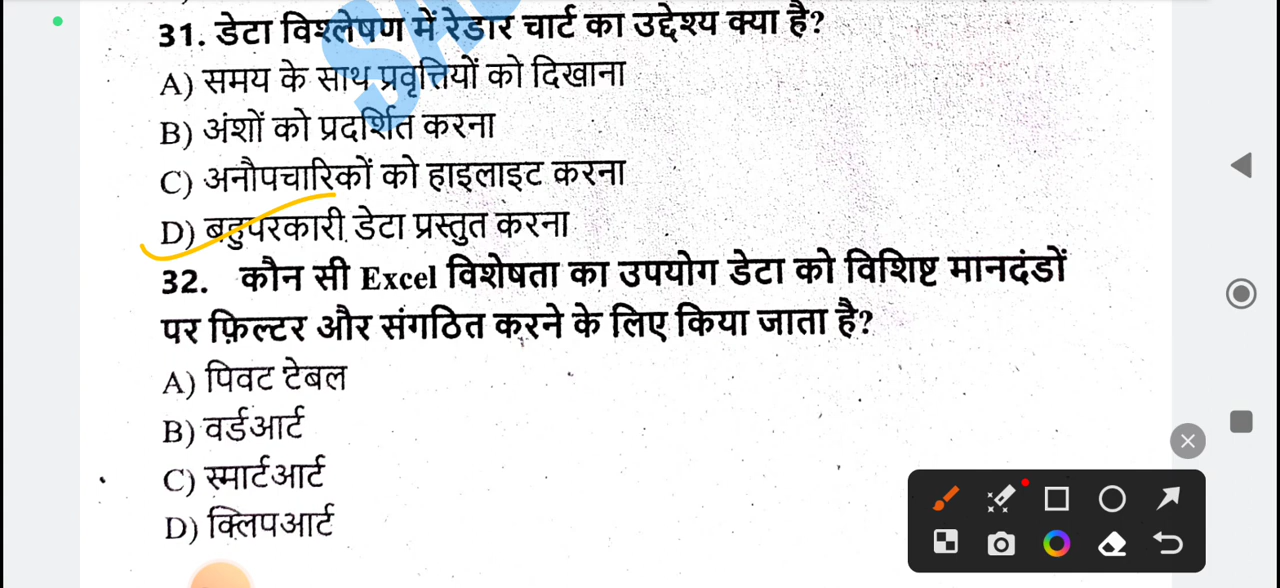 31. डेटा विश्लेषण में रेडार चार्ट का उद्देश्य क्या है?
A) समय के साथ प्रवृत्तियों को दिखाना
B) अंशों को प्रदर्शित करना
C) अनौपचारिकों को हाइलाइट करना
D) बहुपरकारी डेटा प्रस्तुत करना
32. कौन सी Excel विशेषता का उपयोग डेटा को विशिष्ट मानदंडों
पर फ़िल्टर और संगठित करने के लिए किया जाता है?
A) पिवट टेबल
B) वर्डआर्ट
C) स्मार्टआर्ट
D) क्लिपआर्ट